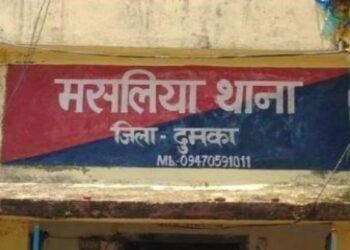 मसलिया थाना
जिला - दुमका
Mb:-09470591011